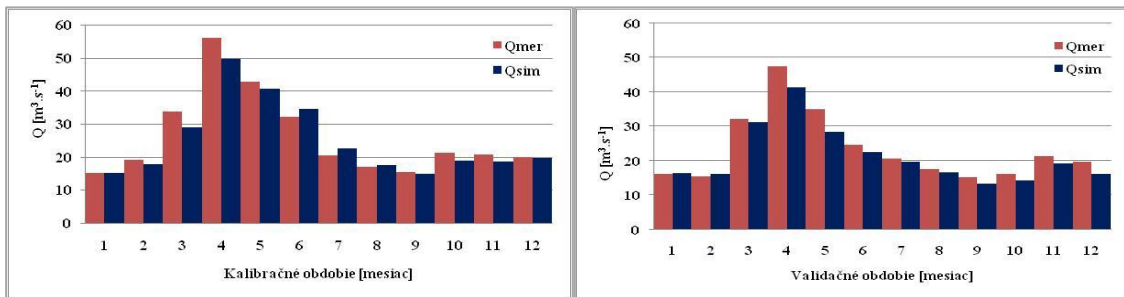 60
50
40
30
20
10
0
Q [m³.s⁻¹]
Qmer
Qsim
1 2 3 4 5 6 7 8 9 10 11 12
Kalibračné obdobie [mesiac]
60
50
40
30
20
10
0
Q [m³.s⁻¹]
Qmer
Qsim
1 2 3 4 5 6 7 8 9 10 11 12
Validačné obdobie [mesiac]